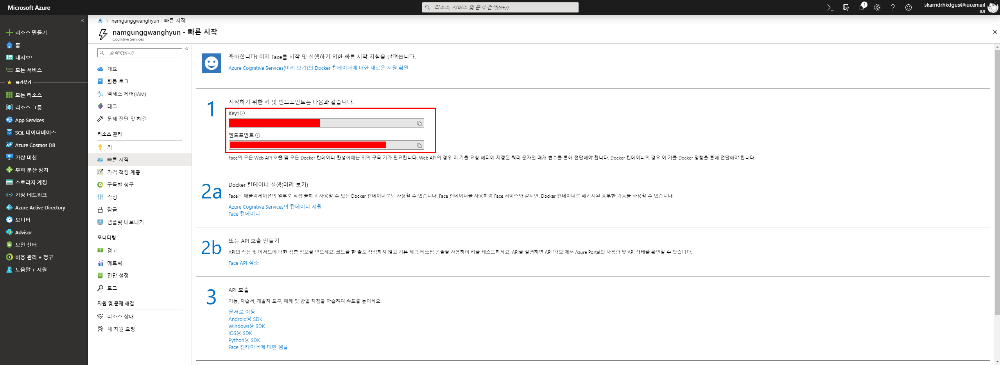 Microsoft Azure
리소스, 서비스 및 문서 검색(G+/)
1
skarndrhkdgus@iui.email
IUI
리소스 만들기
홈
대시보드
모든 서비스
즐겨찾기
모든 리소스
리소스 그룹
App Services
SQL 데이터베이스
Azure Cosmos DB
가상 머신
부하 분산 장치
스토리지 계정
가상 네트워크
Azure Active Directory
모니터
Advisor
보안 센터
비용 관리 + 청구
도움말 + 지원
홈 > namgunggwanghyun - 빠른 시작
namgunggwanghyun - 빠른 시작
Cognitive Services
검색(Ctrl+/)
개요
활동 로그
액세스 제어(IAM)
태그
문제 진단 및 해결
리소스 관리
키
빠른 시작
가격 책정 계층
구독별 청구
속성
잠금
템플릿 내보내기
모니터링
경고
메트릭
진단 설정
로그
지원 및 문제 해결
리소스 상태
새 지원 요청
축하합니다! 이제 Face를 시작 및 실행하기 위한 빠른 시작 지침을 살펴봅니다.
Azure Cognitive Services(미리 보기)의 Docker 컨테이너에 대한 새로운 지원 확인
1
시작하기 위한 키 및 엔드포인트는 다음과 같습니다.
Key1
엔드포인트
Face의 모든 Web API 호출 및 모든 Docker 컨테이너 활성화에는 위의 구독 키가 필요합니다. Web API의 경우 이 키를 요청 헤더에 지정된 쿼리 문자열 매개 변수를 통해 전달해야 합니다. Docker 컨테이너의 경우 이 키를 Docker 명령을 통해 전달해야 합니다.
2a
Docker 컨테이너 실행(미리 보기)
Face는 애플리케이션의 일부로 직접 풀하고 사용할 수 있는 Docker 컨테이너로도 사용할 수 있습니다. Face 컨테이너를 사용하여 Face 서비스와 같지만, Docker 컨테이너로 패키지된 풍부한 기능을 사용할 수 있습니다.
Azure Cognitive Services의 컨테이너 지원
Face 컨테이너
2b
또는 API 호출 만들기
API의 속성 및 메서드에 대한 심층 정보를 받으세요. 코드를 한 줄도 작성하지 않고 기본 제공 테스팅 콘솔을 사용하여 키를 테스트하세요. API를 실행하면 API '개요'에서 Azure Portal의 사용량 및 API 상태를 확인할 수 있습니다.
Face API 참조
3
API 호출
기능, 자습서, 개발자 도구, 예제 및 방법 지침을 학습하여 속도를 높이세요.
문서로 이동
Android용 SDK
Windows용 SDK
iOS용 SDK
Python용 SDK
Face 컨테이너에 대한 샘플